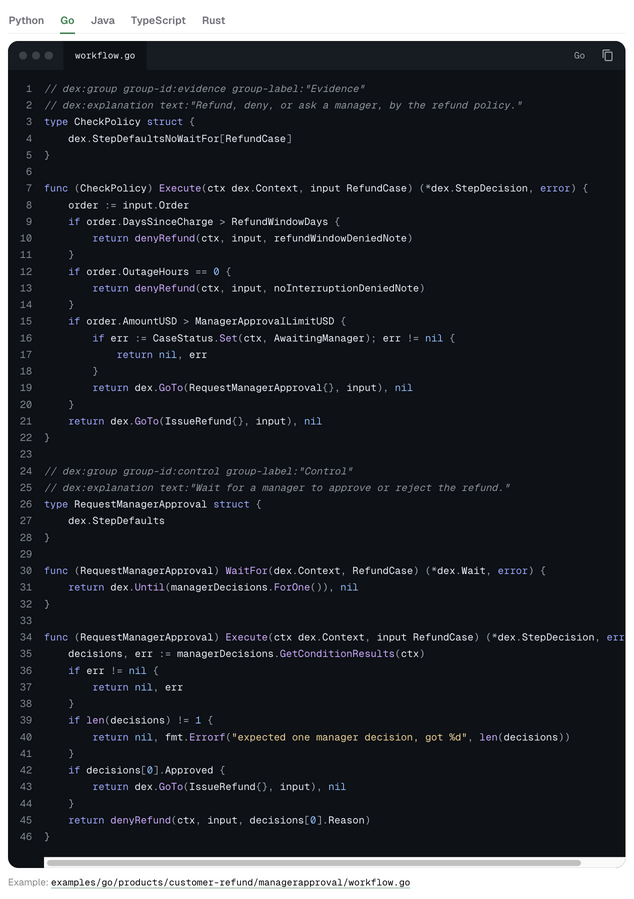 Python Go Java TypeScript Rust
workflow.go Go
1 // dex:group group-id:evidence group-label:"Evidence"
2 // dex:explanation text:"Refund, deny, or ask a manager, by the refund policy."
3 type CheckPolicy struct {
4     dex.StepDefaultsNoWaitFor[RefundCase]
5 }
6
7 func (CheckPolicy) Execute(ctx dex.Context, input RefundCase) (*dex.StepDecision, error) {
8     order := input.Order
9     if order.DaysSinceCharge > RefundWindowDays {
10         return denyRefund(ctx, input, refundWindowDeniedNote)
11     }
12     if order.OutageHours == 0 {
13         return denyRefund(ctx, input, noInterruptionDeniedNote)
14     }
15     if order.AmountUSD > ManagerApprovalLimitUSD {
16         if err := CaseStatus.Set(ctx, AwaitingManager); err != nil {
17             return nil, err
18         }
19         return dex.GoTo(RequestManagerApproval{}, input), nil
20     }
21     return dex.GoTo(IssueRefund{}, input), nil
22 }
23
24 // dex:group group-id:control group-label:"Control"
25 // dex:explanation text:"Wait for a manager to approve or reject the refund."
26 type RequestManagerApproval struct {
27     dex.StepDefaults
28 }
29
30 func (RequestManagerApproval) WaitFor(dex.Context, RefundCase) (*dex.Wait, error) {
31     return dex.Until(managerDecisions.ForOne()), nil
32 }
33
34 func (RequestManagerApproval) Execute(ctx dex.Context, input RefundCase) (*dex.StepDecision, err
35     decisions, err := managerDecisions.GetConditionResults(ctx)
36     if err != nil {
37         return nil, err
38     }
39     if len(decisions) != 1 {
40         return nil, fmt.Errorf("expected one manager decision, got %d", len(decisions))
41     }
42     if decisions[0].Approved {
43         return dex.GoTo(IssueRefund{}, input), nil
44     }
45     return denyRefund(ctx, input, decisions[0].Reason)
46 }
Example: examples/go/products/customer-refund/managerapproval/workflow.go